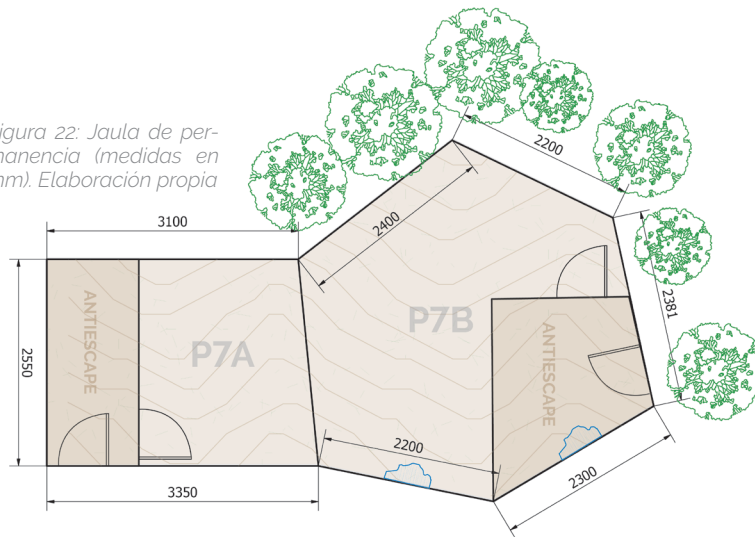 igura 22: Jaula de per-
manencia (medidas en
mm). Elaboración propia
2200
3100
2400
2381
2550
ANTIESCAPE
P7A
P7B
ANTIESCAPE
2200
2300
3350